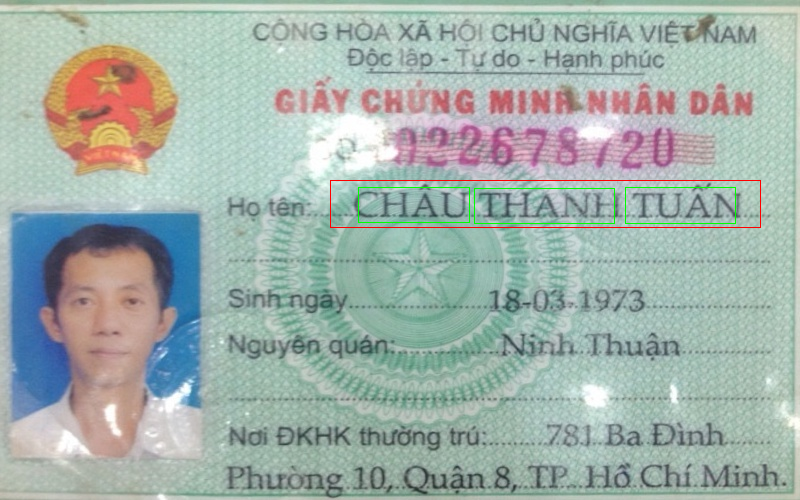 CỘNG HÒA XÃ HỘI CHỦ NGHĨA VIỆT NAM
Độc lập - Tự do - Hạnh phúc
GIẤY CHỨNG MINH NHÂN DÂN
022678720
Họ tên: CHÂU THANH TUẤN
Sinh ngày 18-03-1973
Nguyên quán: Ninh Thuận
Nơi ĐKHK thường trú: 781 Ba Đình
Phường 10, Quận 8, TP. Hồ Chí Minh.
VIỆT NAM